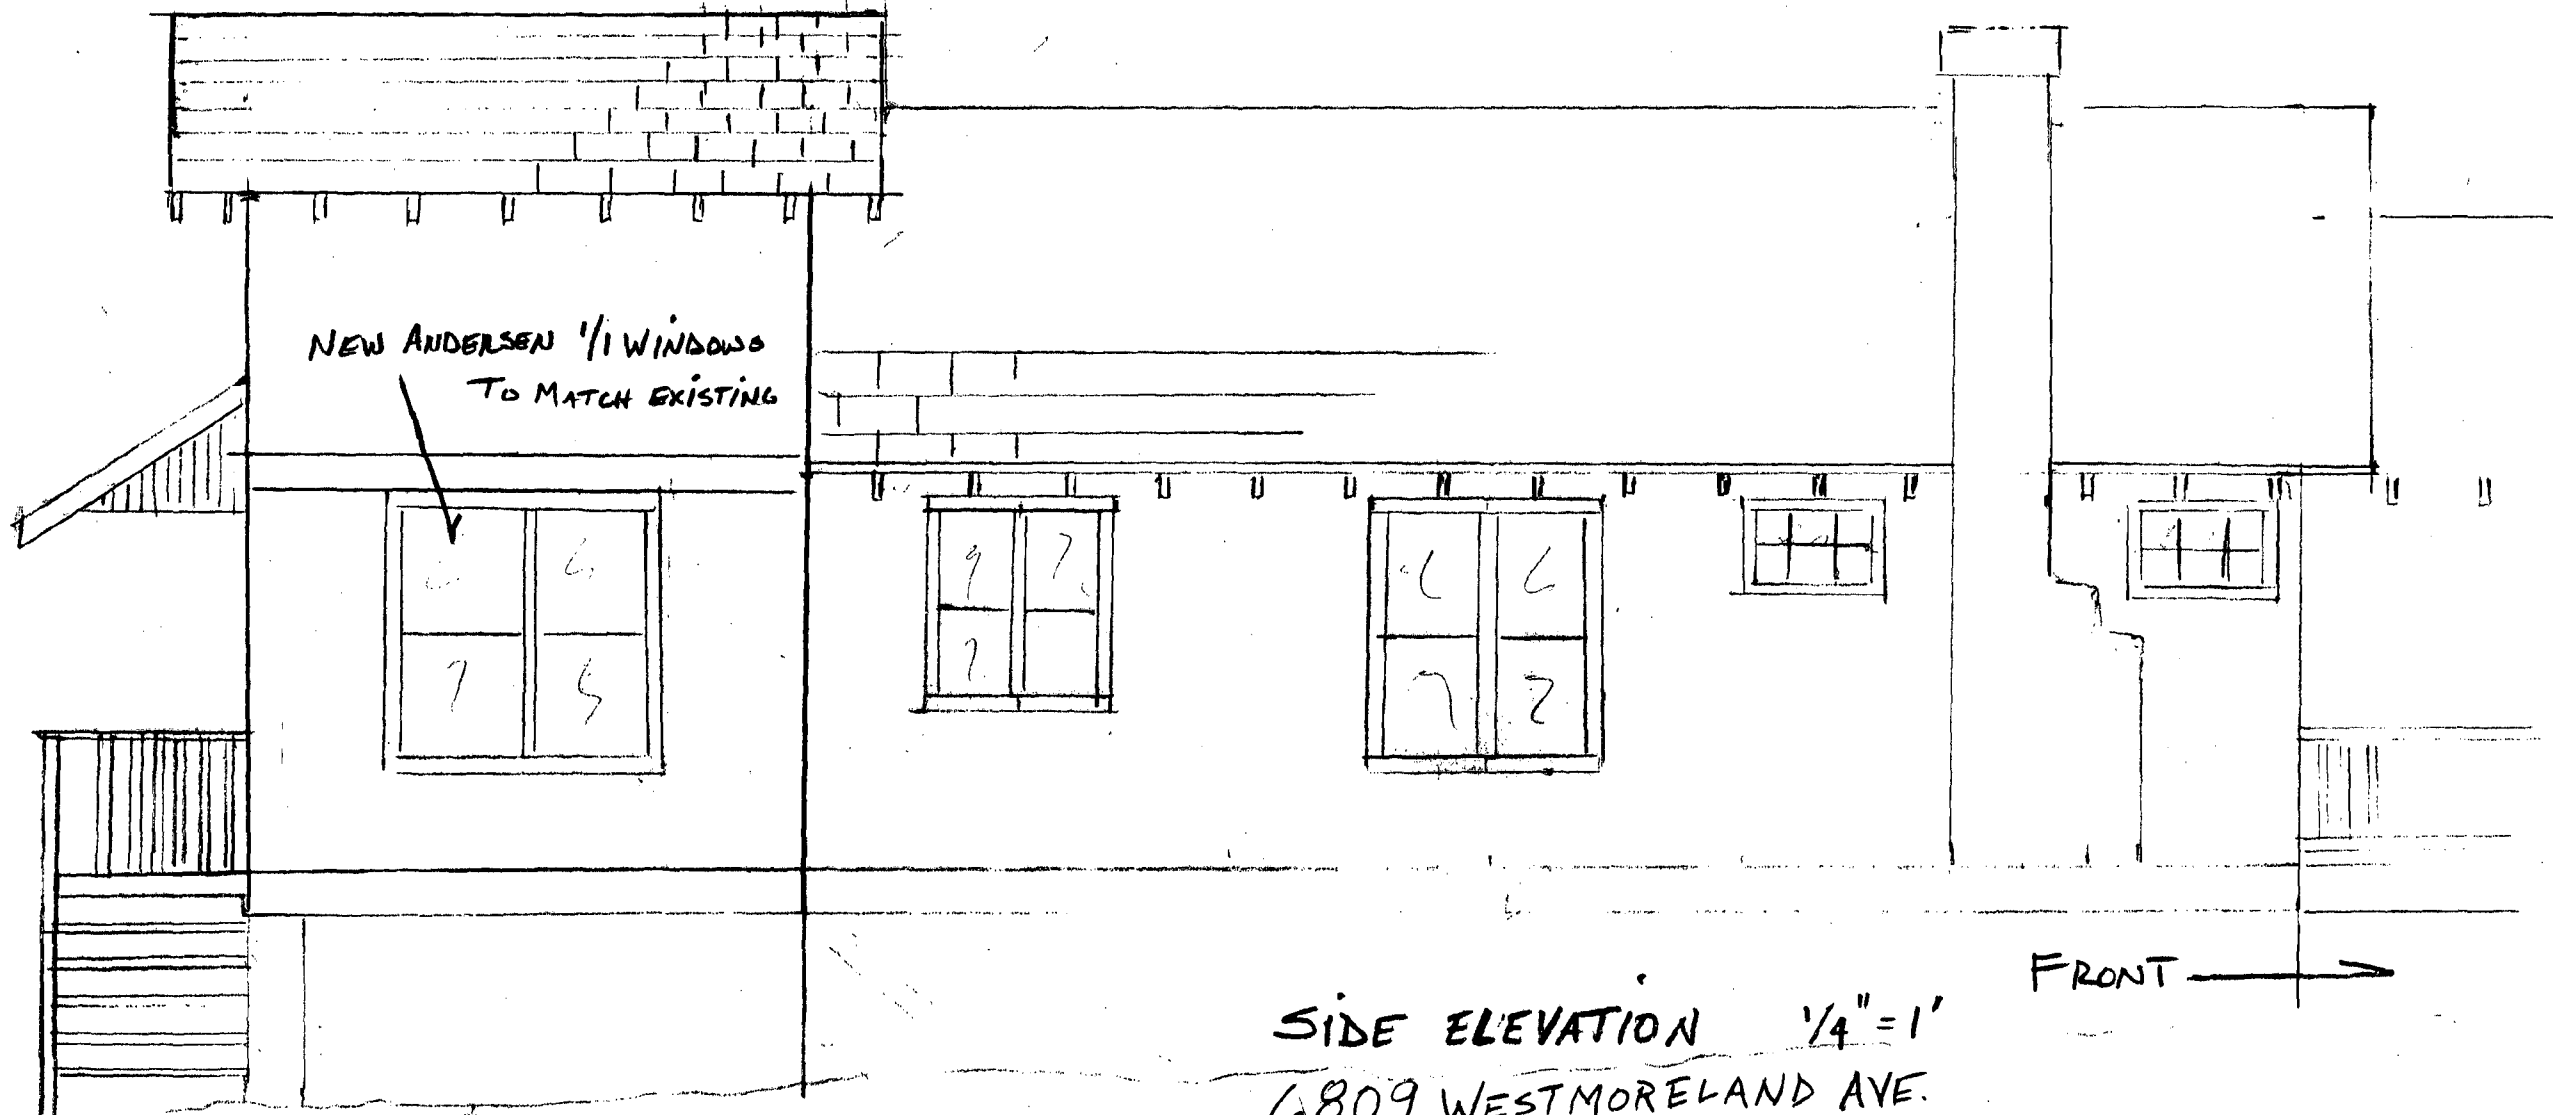 NEW ANDERSEN 1/1 WINDOWS
TO MATCH EXISTING
FRONT
SIDE ELEVATION 1/4" = 1'
6809 WESTMORELAND AVE.